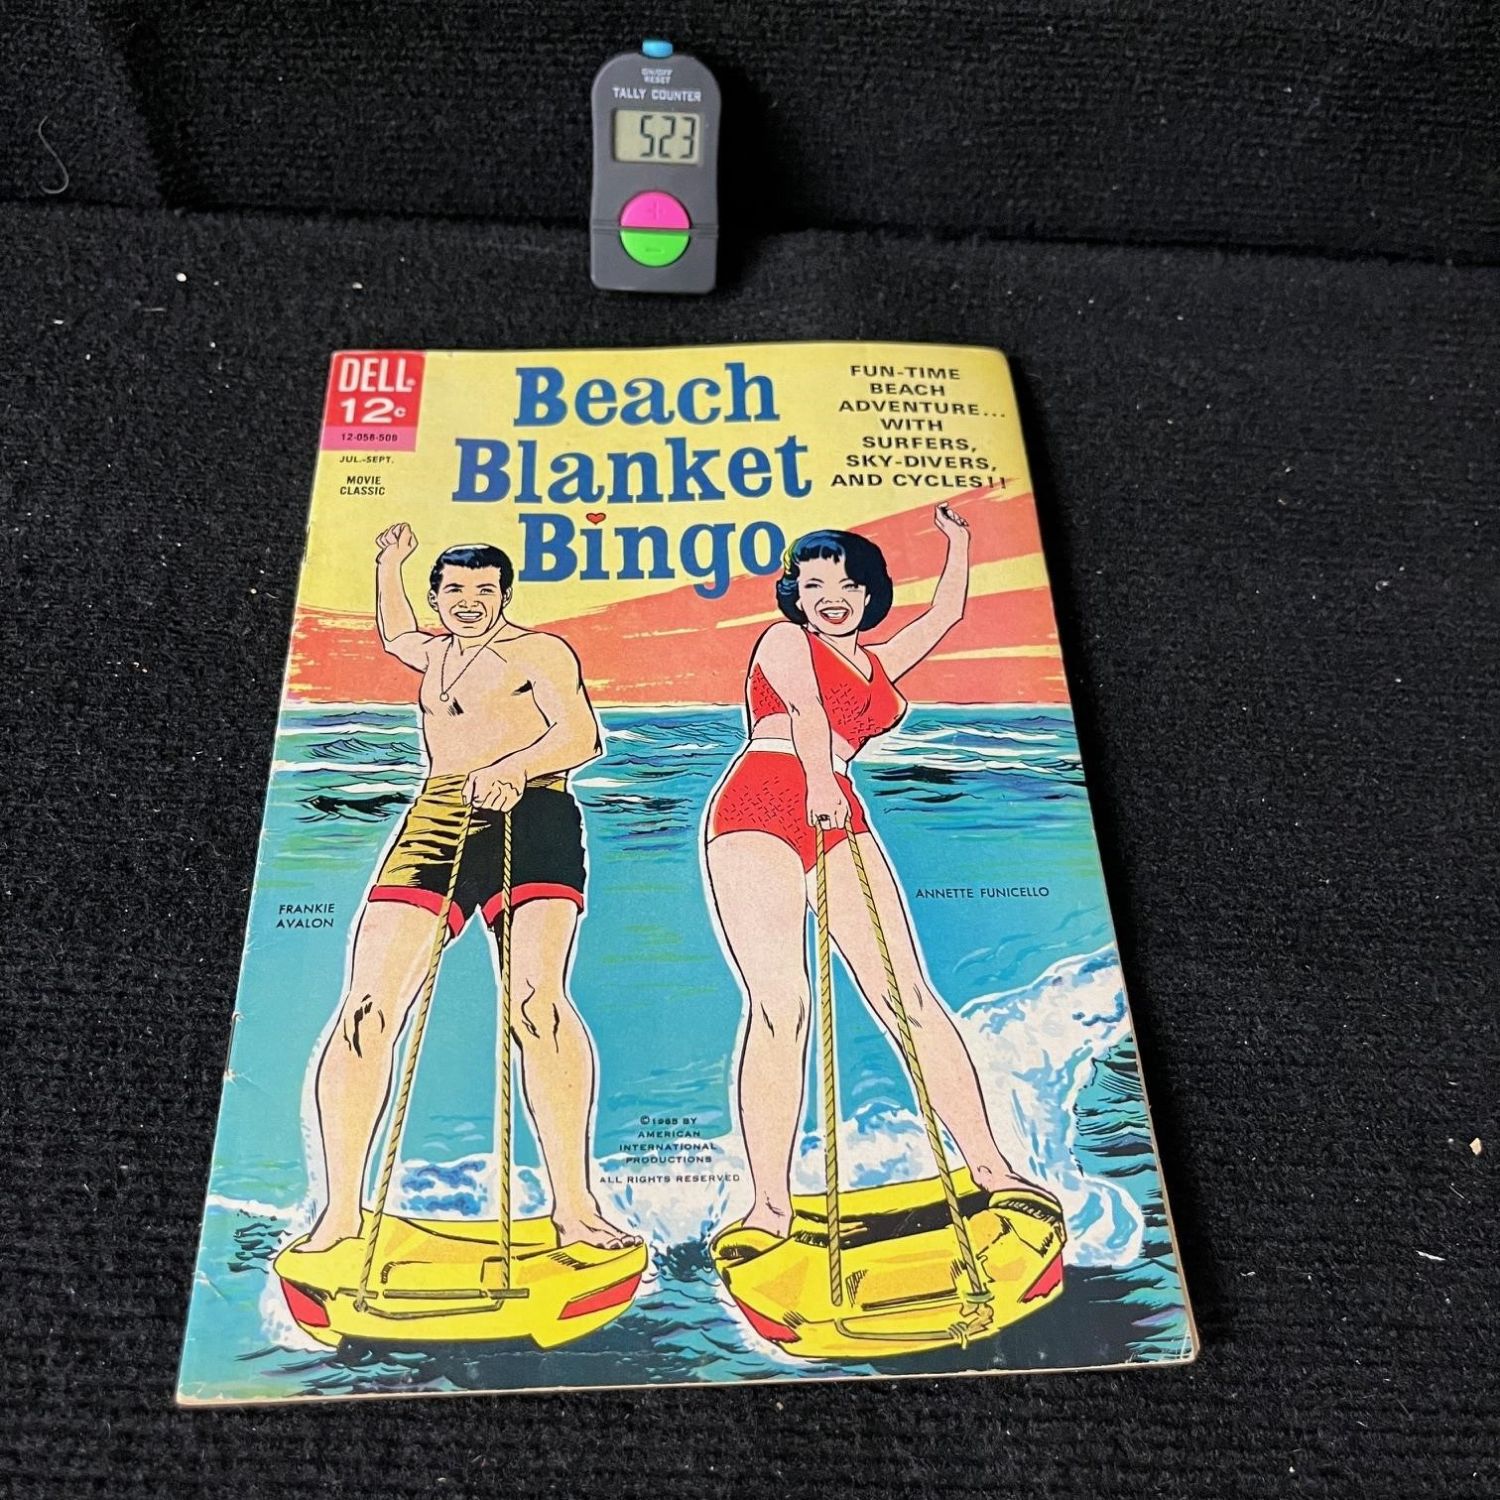 ON/OFF
RESET
TALLY COUNTER
523
DELL
12c
12-058-509
JUL.-SEPT.
MOVIE
CLASSIC
Beach
Blanket
Bingo
FUN-TIME
BEACH
ADVENTURE...
WITH
SURFERS,
SKY-DIVERS,
AND CYCLES!!
FRANKIE
AVALON
ANNETTE FUNICELLO
©1965 BY
AMERICAN
INTERNATIONAL
PRODUCTIONS
ALL RIGHTS RESERVED